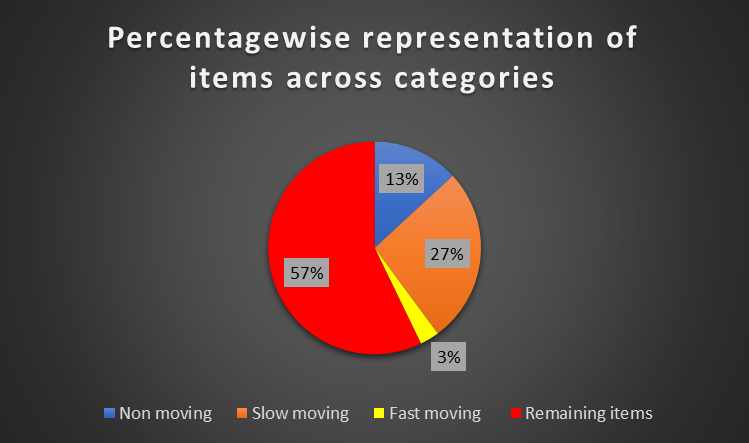 Percentagewise representation of
items across categories
13%
27%
57%
3%
Non moving
Slow moving
Fast moving
Remaining items